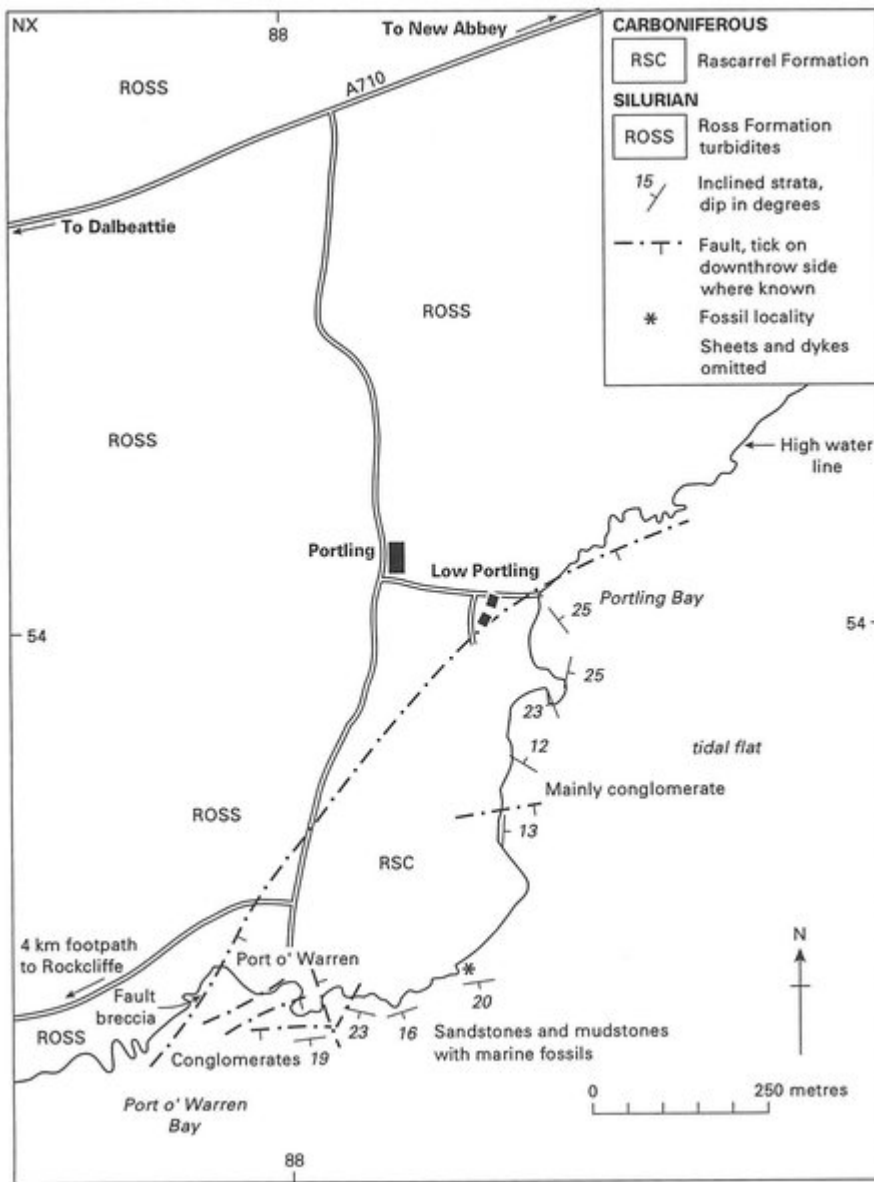 NX
88
To New Abbey
ROSS
A710
To Dalbeattie
CARBONIFEROUS
RSC
Rascarrel Formation
SILURIAN
ROSS
Ross Formation
turbidites
15
Inclined strata,
dip in degrees
Fault, tick on
downthrow side
where known
*
Fossil locality
Sheets and dykes
omitted
ROSS
ROSS
High water
line
Portling
Low Portling
25
Portling Bay
54
54
25
23
12
tidal flat
Mainly conglomerate
13
ROSS
RSC
4 km footpath
to Rockcliffe
Port o' Warren
Fault
breccia
*
20
ROSS
23
16
Sandstones and mudstones
with marine fossils
Conglomerates
19
Port o' Warren
Bay
N
0
250 metres
88